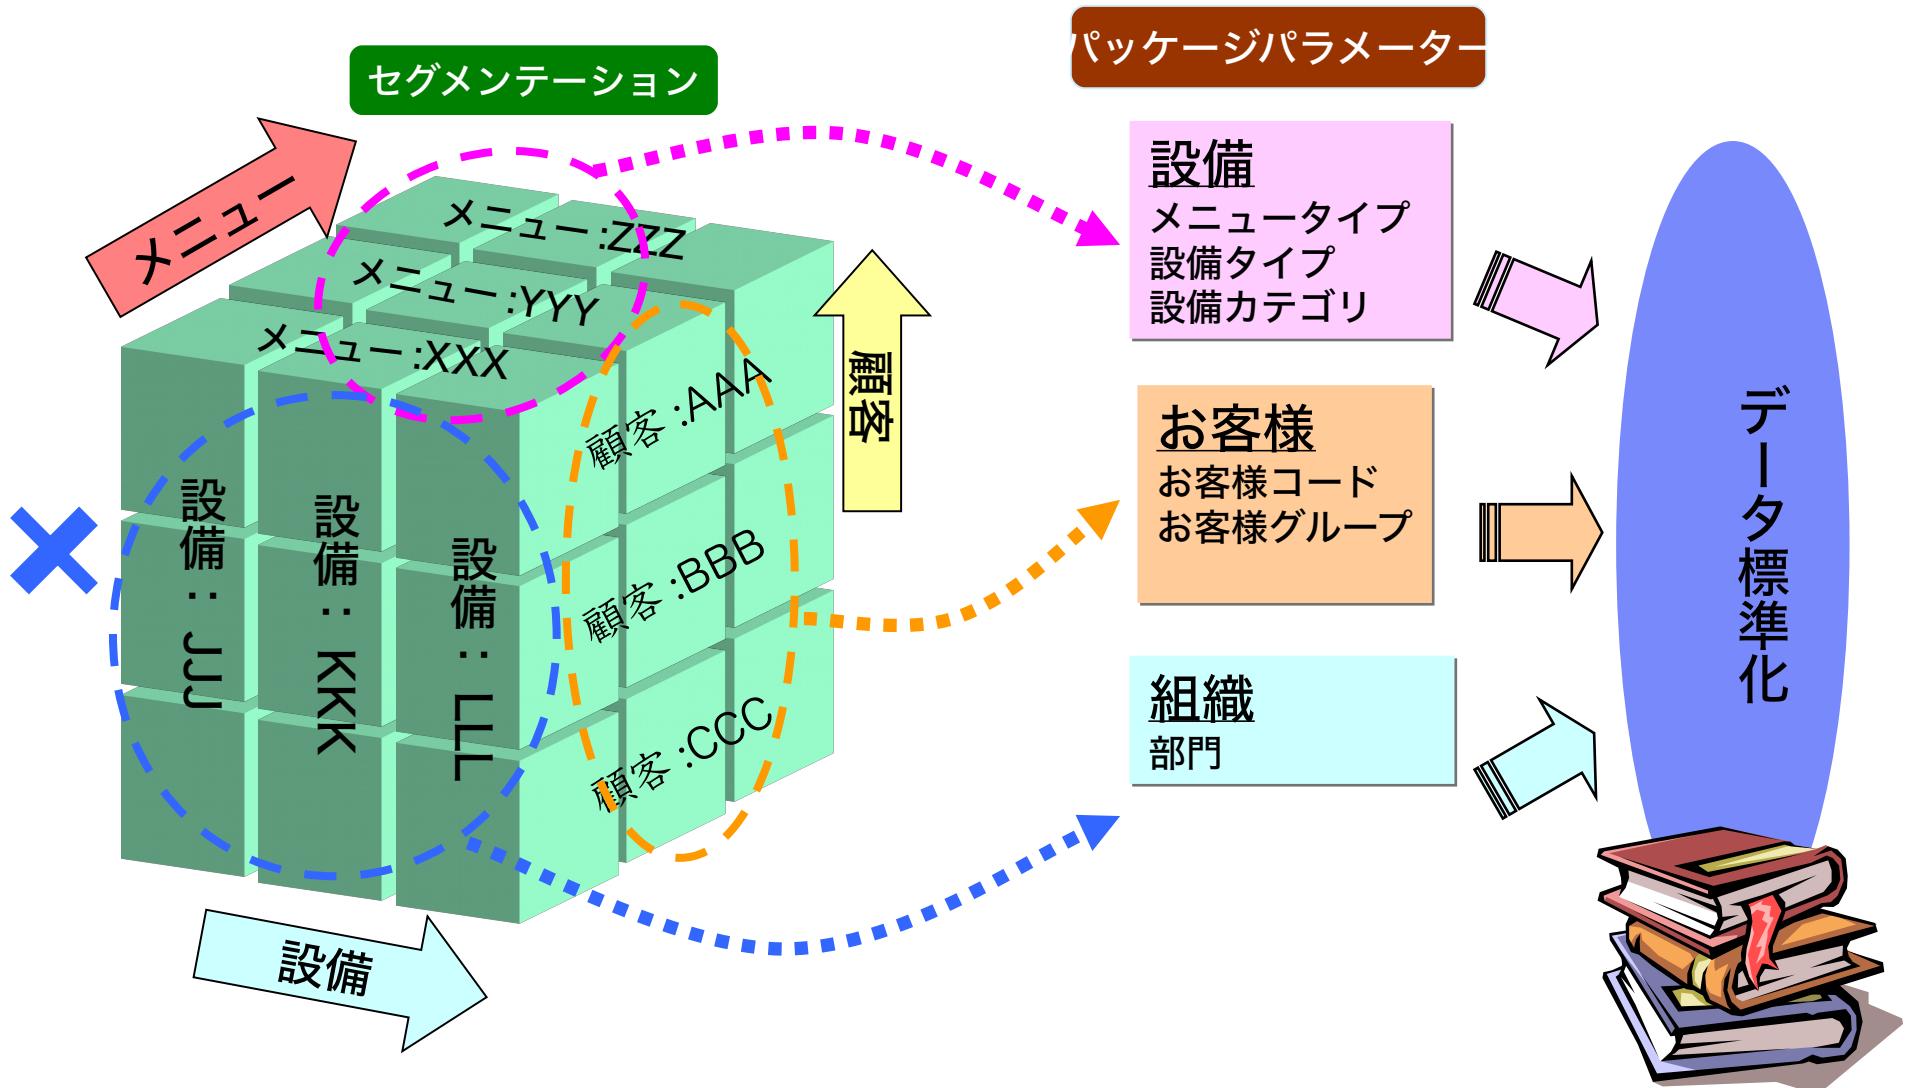 セグメンテーション
パッケージパラメーター
メニュー
メニュー:ZZZ
メニュー:YYY
メニュー:XXX
顧客
顧客:AAA
顧客:BBB
顧客:CCC
設備:JJJ
設備:KKK
設備:LLL
設備
設備
メニュータイプ
設備タイプ
設備カテゴリ
お客様
お客様コード
お客様グループ
組織
部門
データ標準化